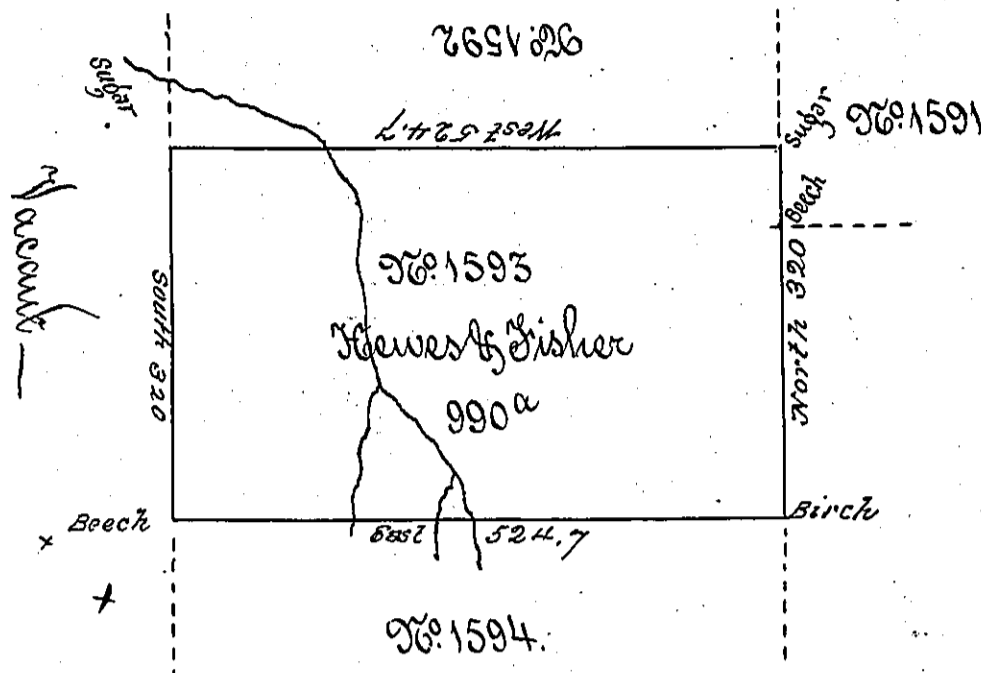 No. 1592
Sugar
West 524.7
Sugar
No. 1591
Beech
Vacant —
South 320
No. 1593
Hewes & Fisher
990 a
North 320
Beech
East 524.7
Birch
No. 1594.